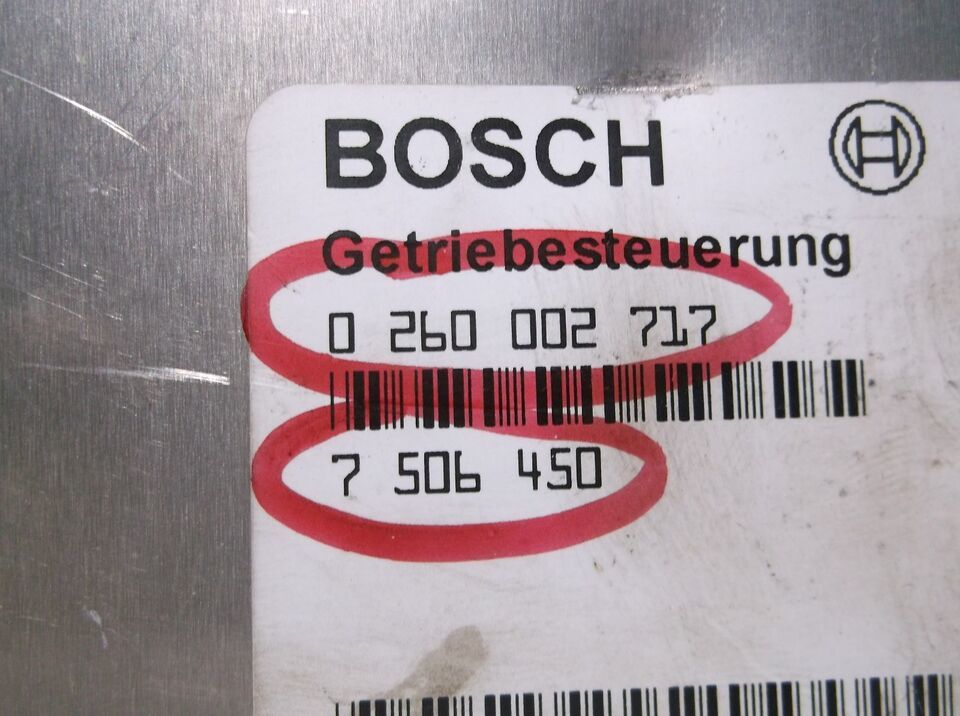 BOSCH
Getriebesteuerung
0 260 002 717
7 506 450